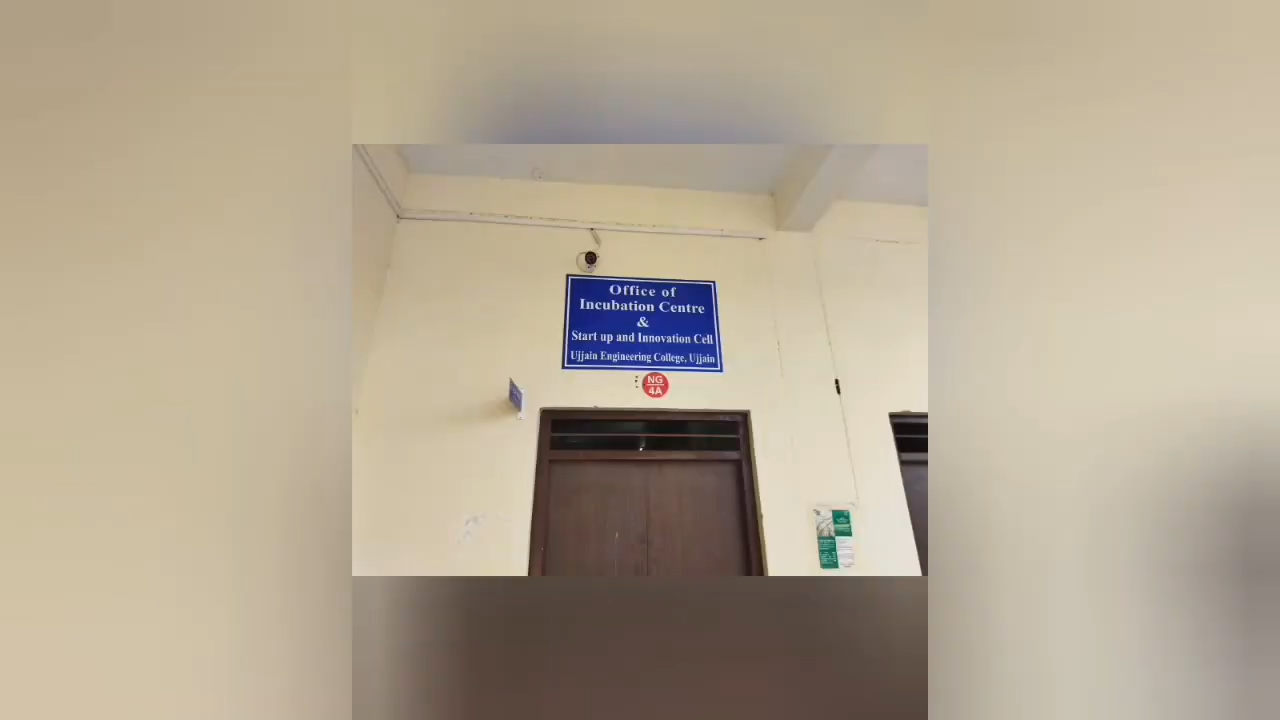 Office of
Incubation Centre
&
Start up and Innovation Cell
Ujjain Engineering College, Ujjain
NG
4A